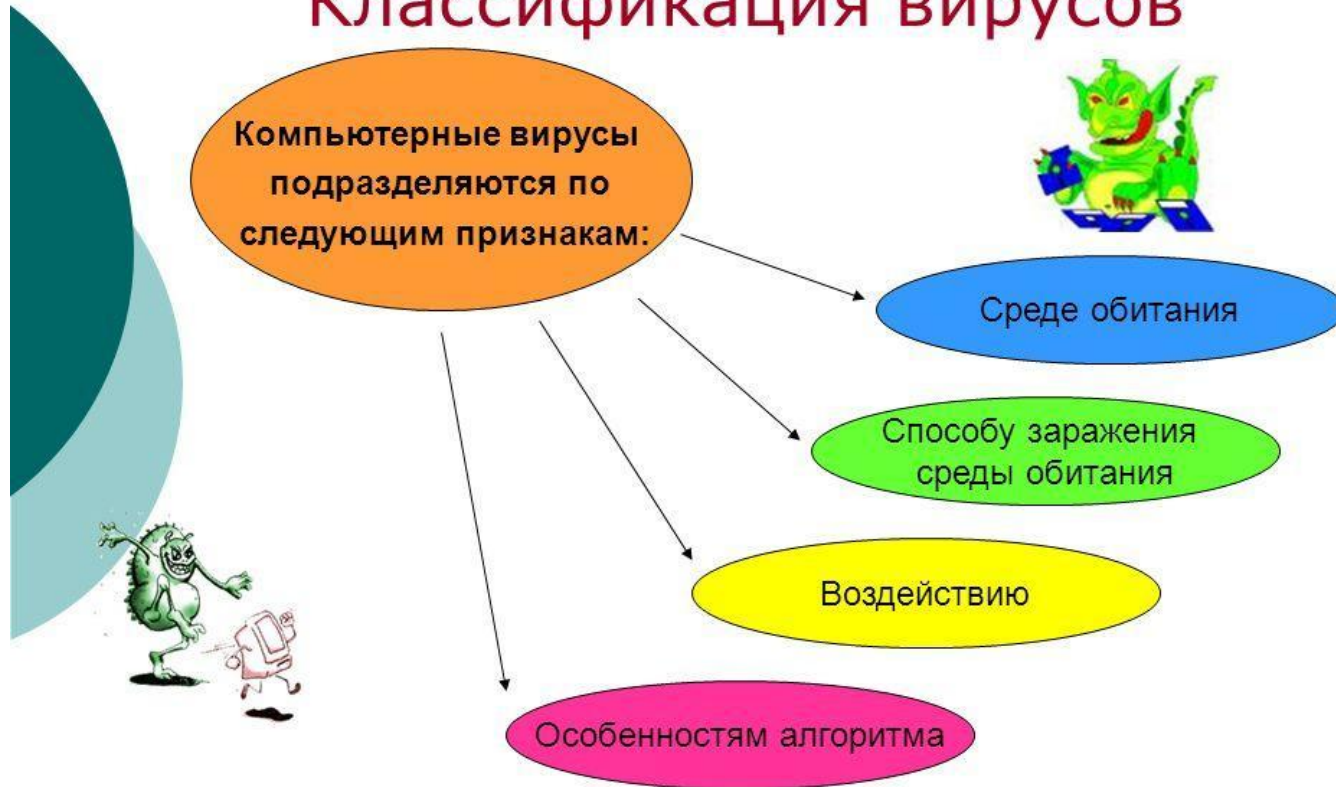 Классификация вирусов
Компьютерные вирусы
подразделяются по
следующим признакам:
Среде обитания
Способу заражения
среды обитания
Воздействию
Особенностям алгоритма